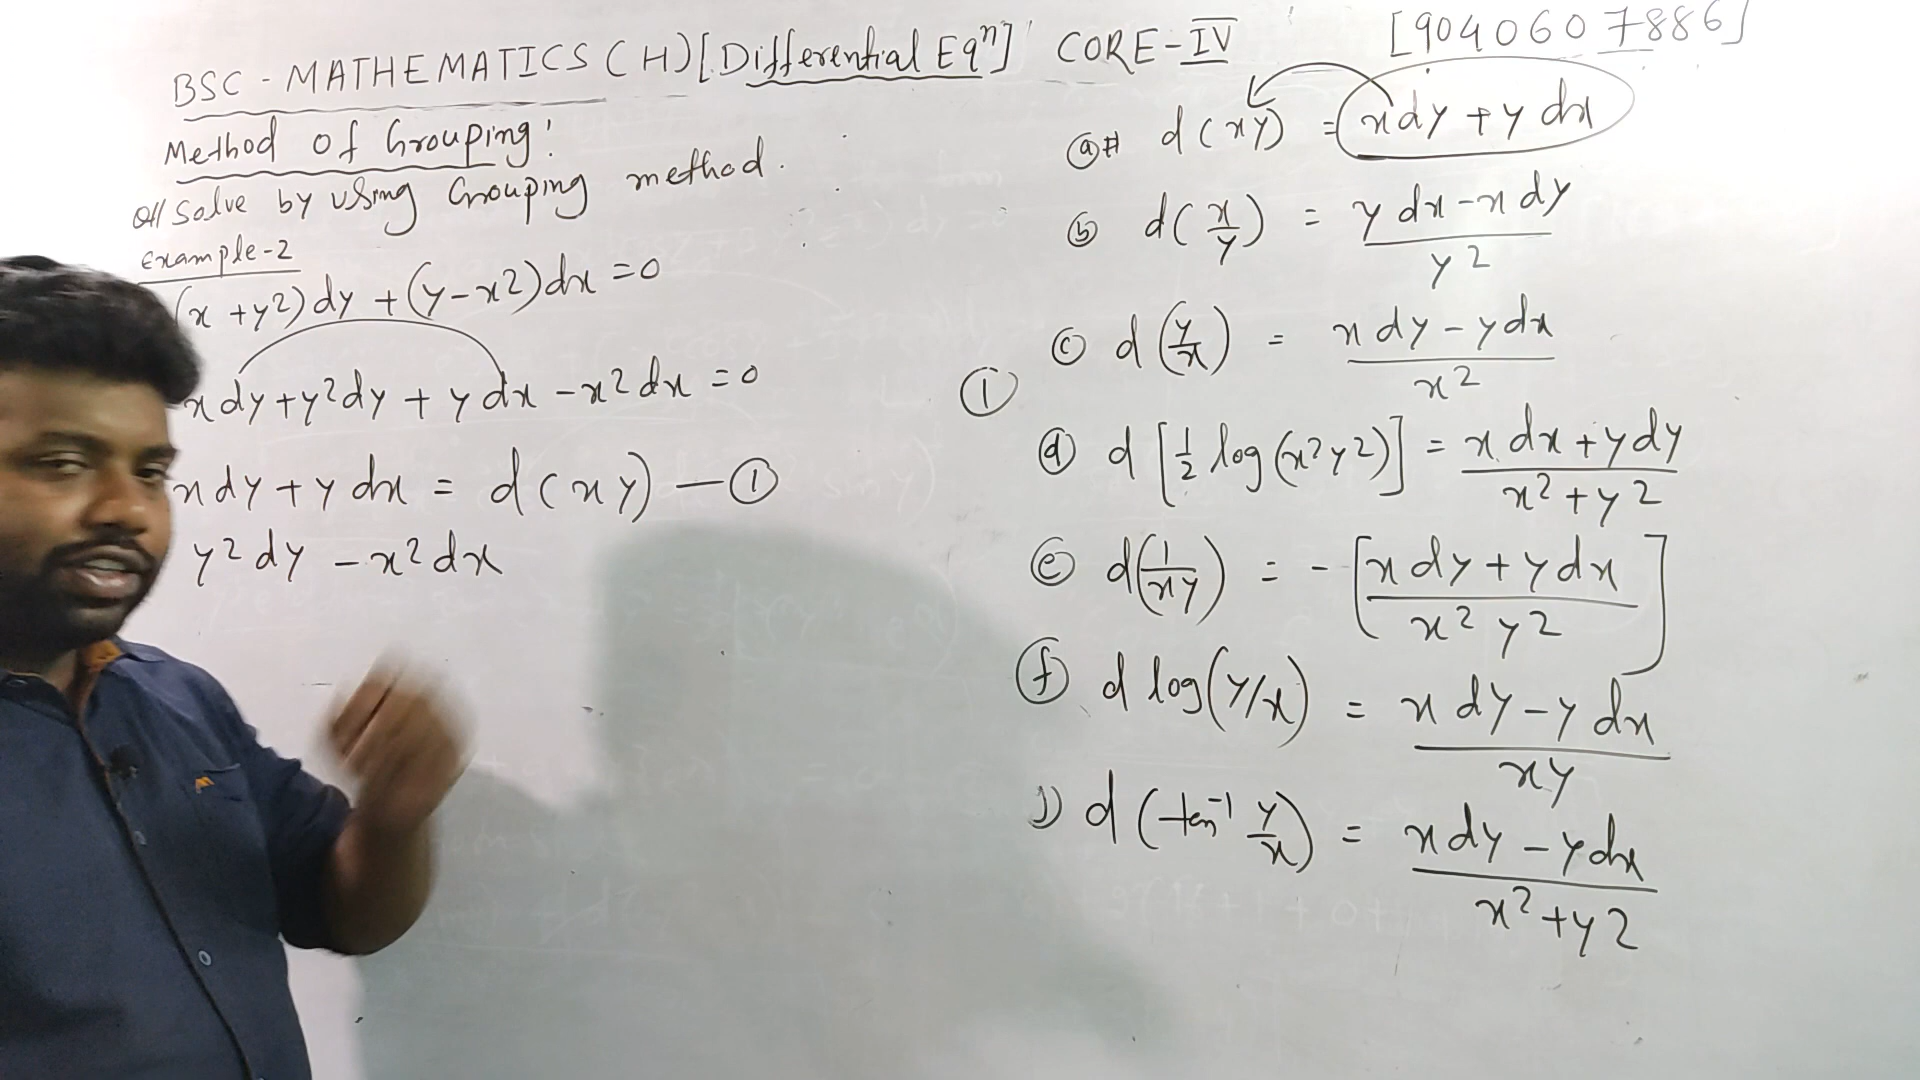 BSC - MATHEMATICS (H) [Differential Eqⁿ] CORE - IV
[9040607886]
Method of Grouping:
Q// Solve by using Grouping method.
Example-2
(x + y²) dy + (y - x²) dx = 0
x dy + y² dy + y dx - x² dx = 0
x dy + y dx = d(xy) — ①
y² dy - x² dx
①
ⓐ # d(xy) = x dy + y dx
ⓑ d(x/y) = y dx - x dy / y²
ⓒ d(y/x) = x dy - y dx / x²
ⓓ d[1/2 log(x² y²)] = x dx + y dy / x² + y²
ⓔ d(1/xy) = - [x dy + y dx / x² y²]
ⓕ d log(y/x) = x dy - y dx / xy
d(tan⁻¹ y/x) = x dy - y dx / x² + y²